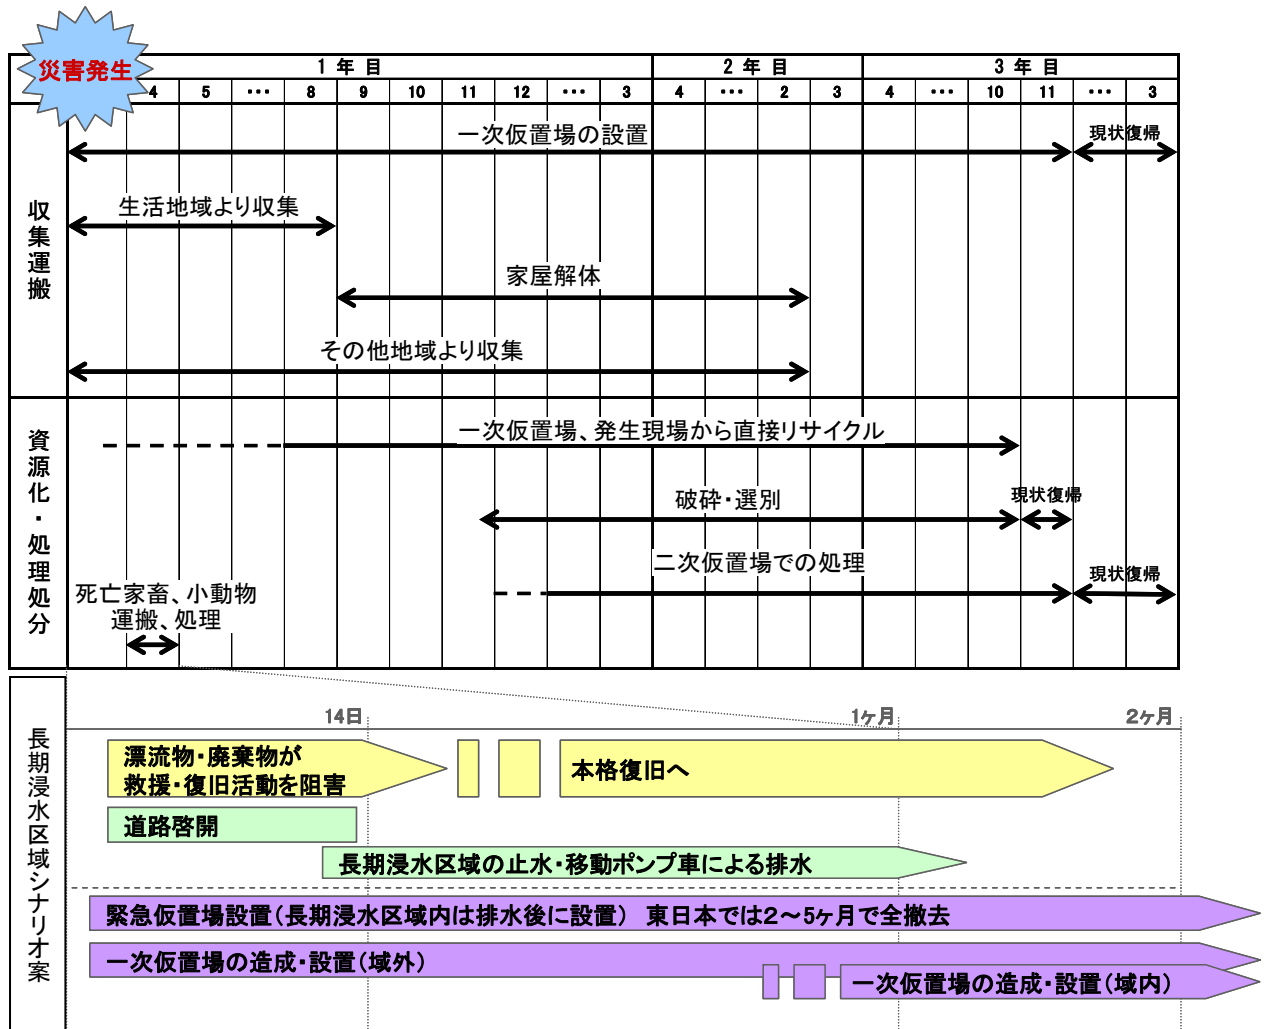 災害発生
1 年 目
2 年 目
3 年 目
4 5 … 8 9 10 11 12 … 3 4 … 2 3 4 … 10 11 … 3
収集運搬
一次仮置場の設置
現状復帰
生活地域より収集
家屋解体
その他地域より収集
資源化・処理処分
一次仮置場、発生現場から直接リサイクル
破砕・選別
現状復帰
二次仮置場での処理
現状復帰
死亡家畜、小動物
運搬、処理
長期浸水区域シナリオ案
14日
1ヶ月
2ヶ月
漂流物・廃棄物が
救援・復旧活動を阻害
本格復旧へ
道路啓開
長期浸水区域の止水・移動ポンプ車による排水
緊急仮置場設置(長期浸水区域内は排水後に設置) 東日本では2～5ヶ月で全撤去
一次仮置場の造成・設置(域外)
一次仮置場の造成・設置(域内)